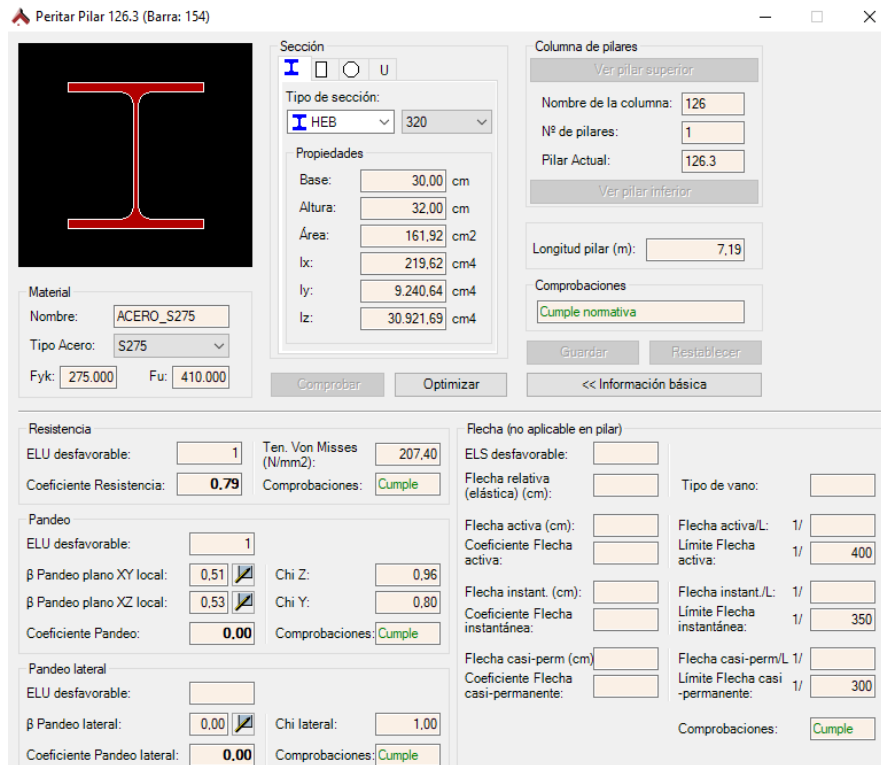 Peritar Pilar 126.3 (Barra: 154)
Sección
U
Tipo de sección:
HEB 320
Propiedades
Base: 30,00 cm
Altura: 32,00 cm
Área: 161,92 cm2
Ix: 219,62 cm4
Iy: 9.240,64 cm4
Iz: 30.921,69 cm4
Comprobar Optimizar
Columna de pilares
Ver pilar superior
Nombre de la columna: 126
Nº de pilares: 1
Pilar Actual: 126.3
Ver pilar inferior
Longitud pilar (m): 7,19
Comprobaciones
Cumple normativa
Guardar Restablecer
<< Información básica
Material
Nombre: ACERO_S275
Tipo Acero: S275
Fyk: 275.000 Fu: 410.000
Resistencia
ELU desfavorable: 1 Ten. Von Misses
(N/mm2): 207,40
Coeficiente Resistencia: 0.79 Comprobaciones: Cumple
Pandeo
ELU desfavorable: 1
β Pandeo plano XY local: 0,51 Chi Z: 0,96
β Pandeo plano XZ local: 0,53 Chi Y: 0,80
Coeficiente Pandeo: 0.00 Comprobaciones: Cumple
Pandeo lateral
ELU desfavorable:
β Pandeo lateral: 0,00 Chi lateral: 1,00
Coeficiente Pandeo lateral: 0.00 Comprobaciones: Cumple
Flecha (no aplicable en pilar)
ELS desfavorable:
Flecha relativa
(elástica) (cm): Tipo de vano:
Flecha activa (cm): Flecha activa/L: 1/
Coeficiente Flecha Límite Flecha
activa: activa: 1/ 400
Flecha instant. (cm): Flecha instant./L: 1/
Coeficiente Flecha Límite Flecha
instantánea: instantánea: 1/ 350
Flecha casi-perm (cm) Flecha casi-perm/L 1/
Coeficiente Flecha Límite Flecha casi
casi-permanente: -permanente: 1/ 300
Comprobaciones: Cumple